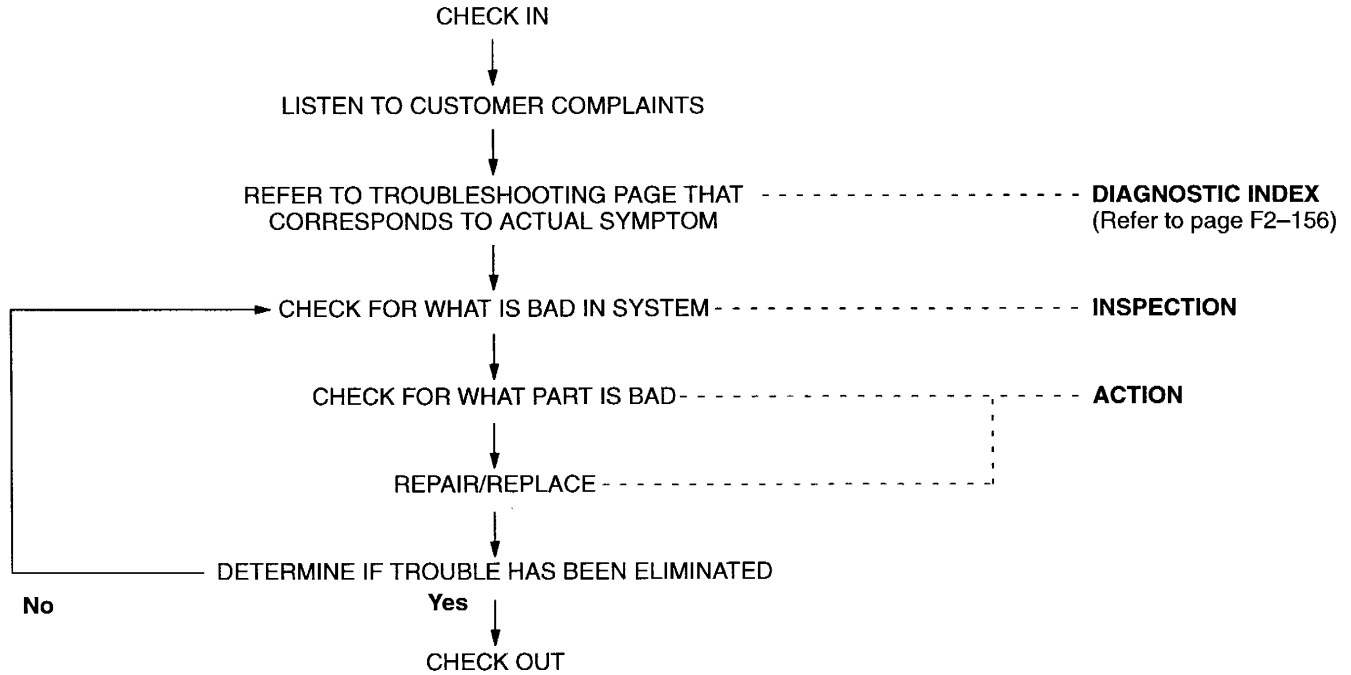 CHECK IN
LISTEN TO CUSTOMER COMPLAINTS
REFER TO TROUBLESHOOTING PAGE THAT
CORRESPONDS TO ACTUAL SYMPTOM
DIAGNOSTIC INDEX
(Refer to page F2–156)
CHECK FOR WHAT IS BAD IN SYSTEM
INSPECTION
CHECK FOR WHAT PART IS BAD
ACTION
REPAIR/REPLACE
DETERMINE IF TROUBLE HAS BEEN ELIMINATED
No
Yes
CHECK OUT